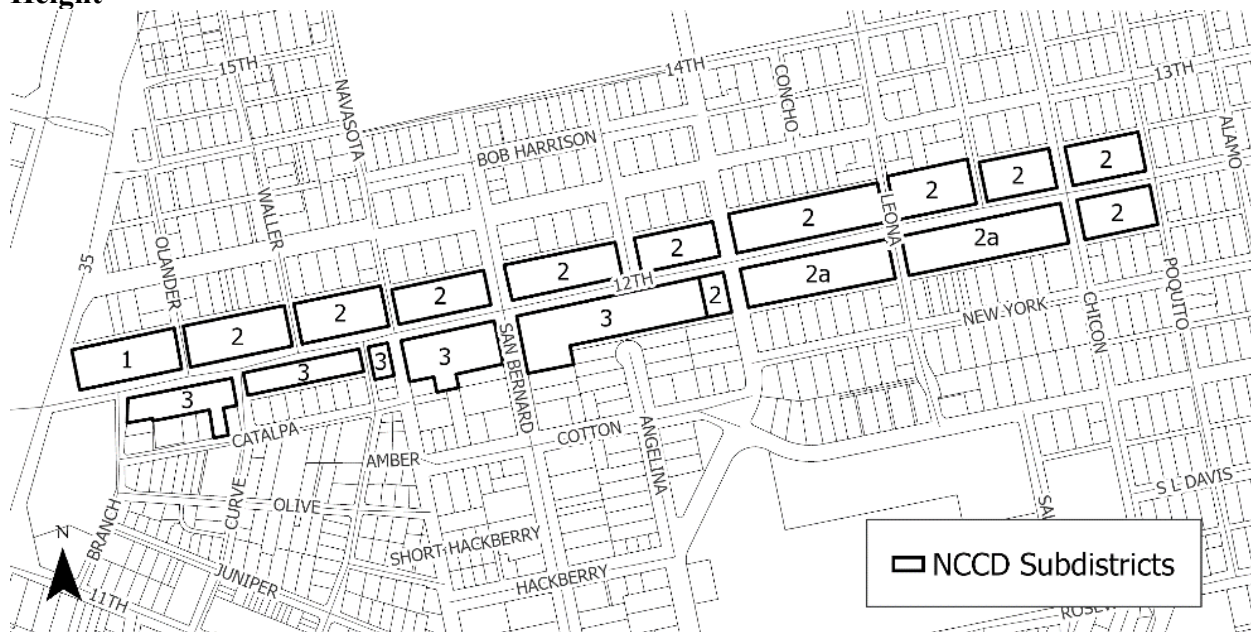 Height
15TH
14TH
13TH
NAVASOTA
CONCHO
ALAMO
BOB HARRISON
WALLER
LEONA
OLANDER
35
2
2
2
2
2
2
2
2
2
2
1
12TH
2a
2a
2
2
3
3
3
3
3
POQUITO
CHICON
NEW YORK
SAN BERNARD
CATALPA
COTTON
ANGELINA
AMBER
OLIVE
CURVE
BRANCH
S L DAVIS
SHORT HACKBERRY
HACKBERRY
JUNIPER
11TH
N
NCCD Subdistricts